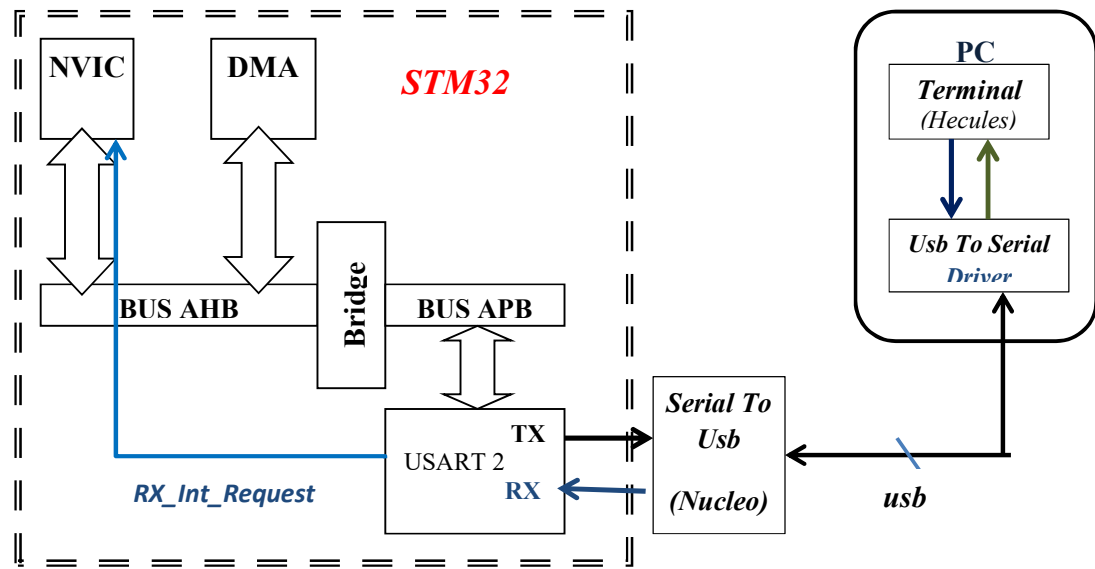 NVIC
DMA
STM32
PC
Terminal
(Hecules)
Usb To Serial
Driver
BUS AHB
Bridge
BUS APB
TX
USART 2
RX
RX_Int_Request
Serial To
Usb
(Nucleo)
usb